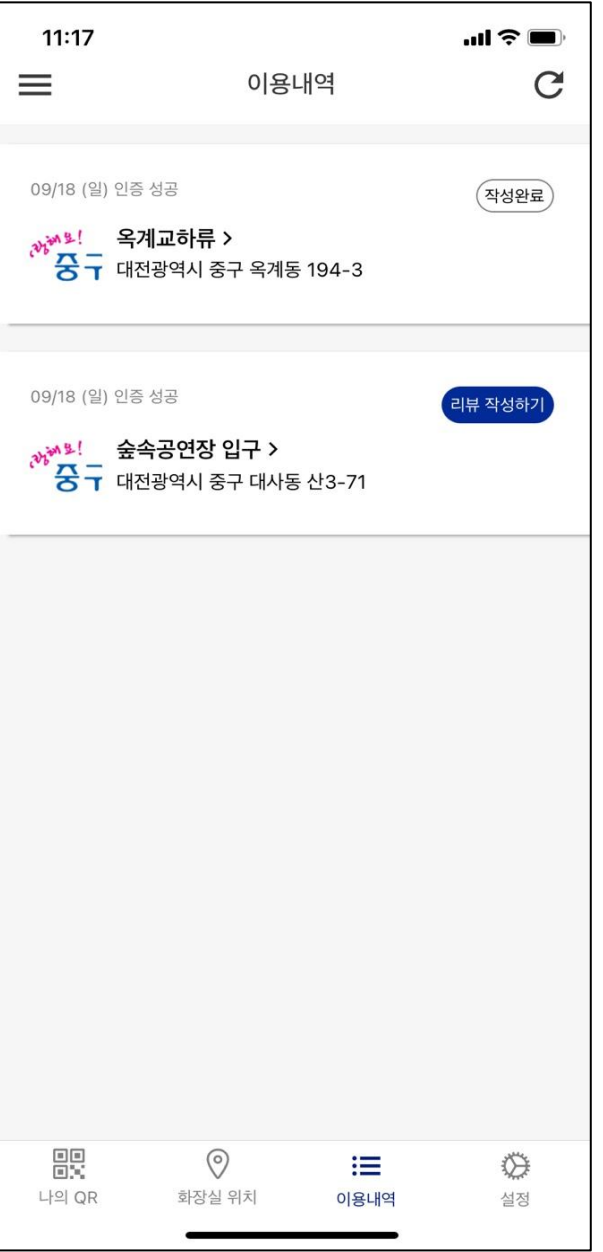 11:17
이용내역
09/18 (일) 인증 성공
작성완료
중구
옥계교하류 >
대전광역시 중구 옥계동 194-3
09/18 (일) 인증 성공
리뷰 작성하기
중구
숲속공연장 입구 >
대전광역시 중구 대사동 산3-71
나의 QR
화장실 위치
이용내역
설정